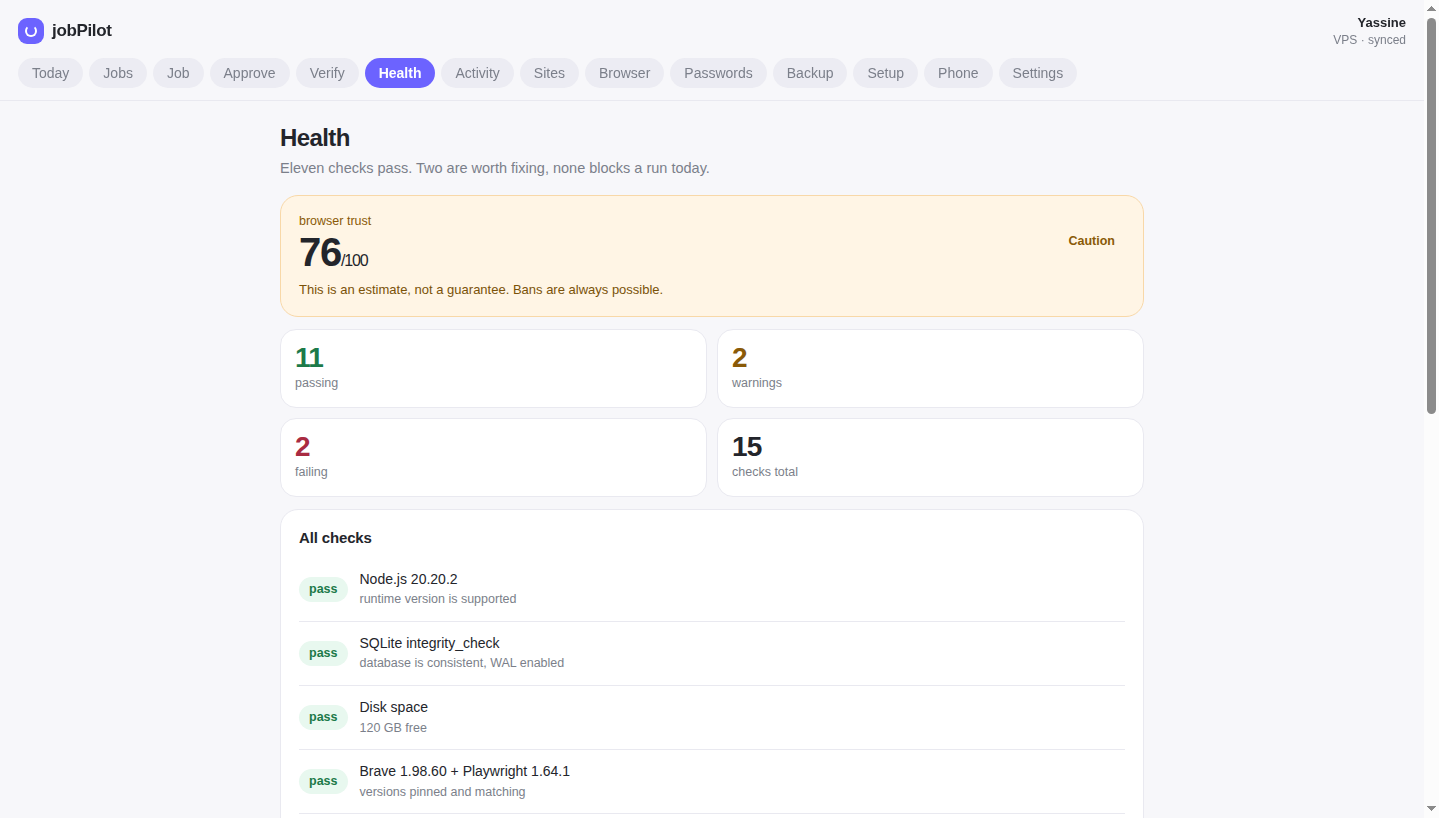 jobPilot
Yassine
VPS · synced
Today
Jobs
Job
Approve
Verify
Health
Activity
Sites
Browser
Passwords
Backup
Setup
Phone
Settings
Health
Eleven checks pass. Two are worth fixing, none blocks a run today.
browser trust
76/100
Caution
This is an estimate, not a guarantee. Bans are always possible.
11
passing
2
warnings
2
failing
15
checks total
All checks
pass
Node.js 20.20.2
runtime version is supported
pass
SQLite integrity_check
database is consistent, WAL enabled
pass
Disk space
120 GB free
pass
Brave 1.98.60 + Playwright 1.64.1
versions pinned and matching